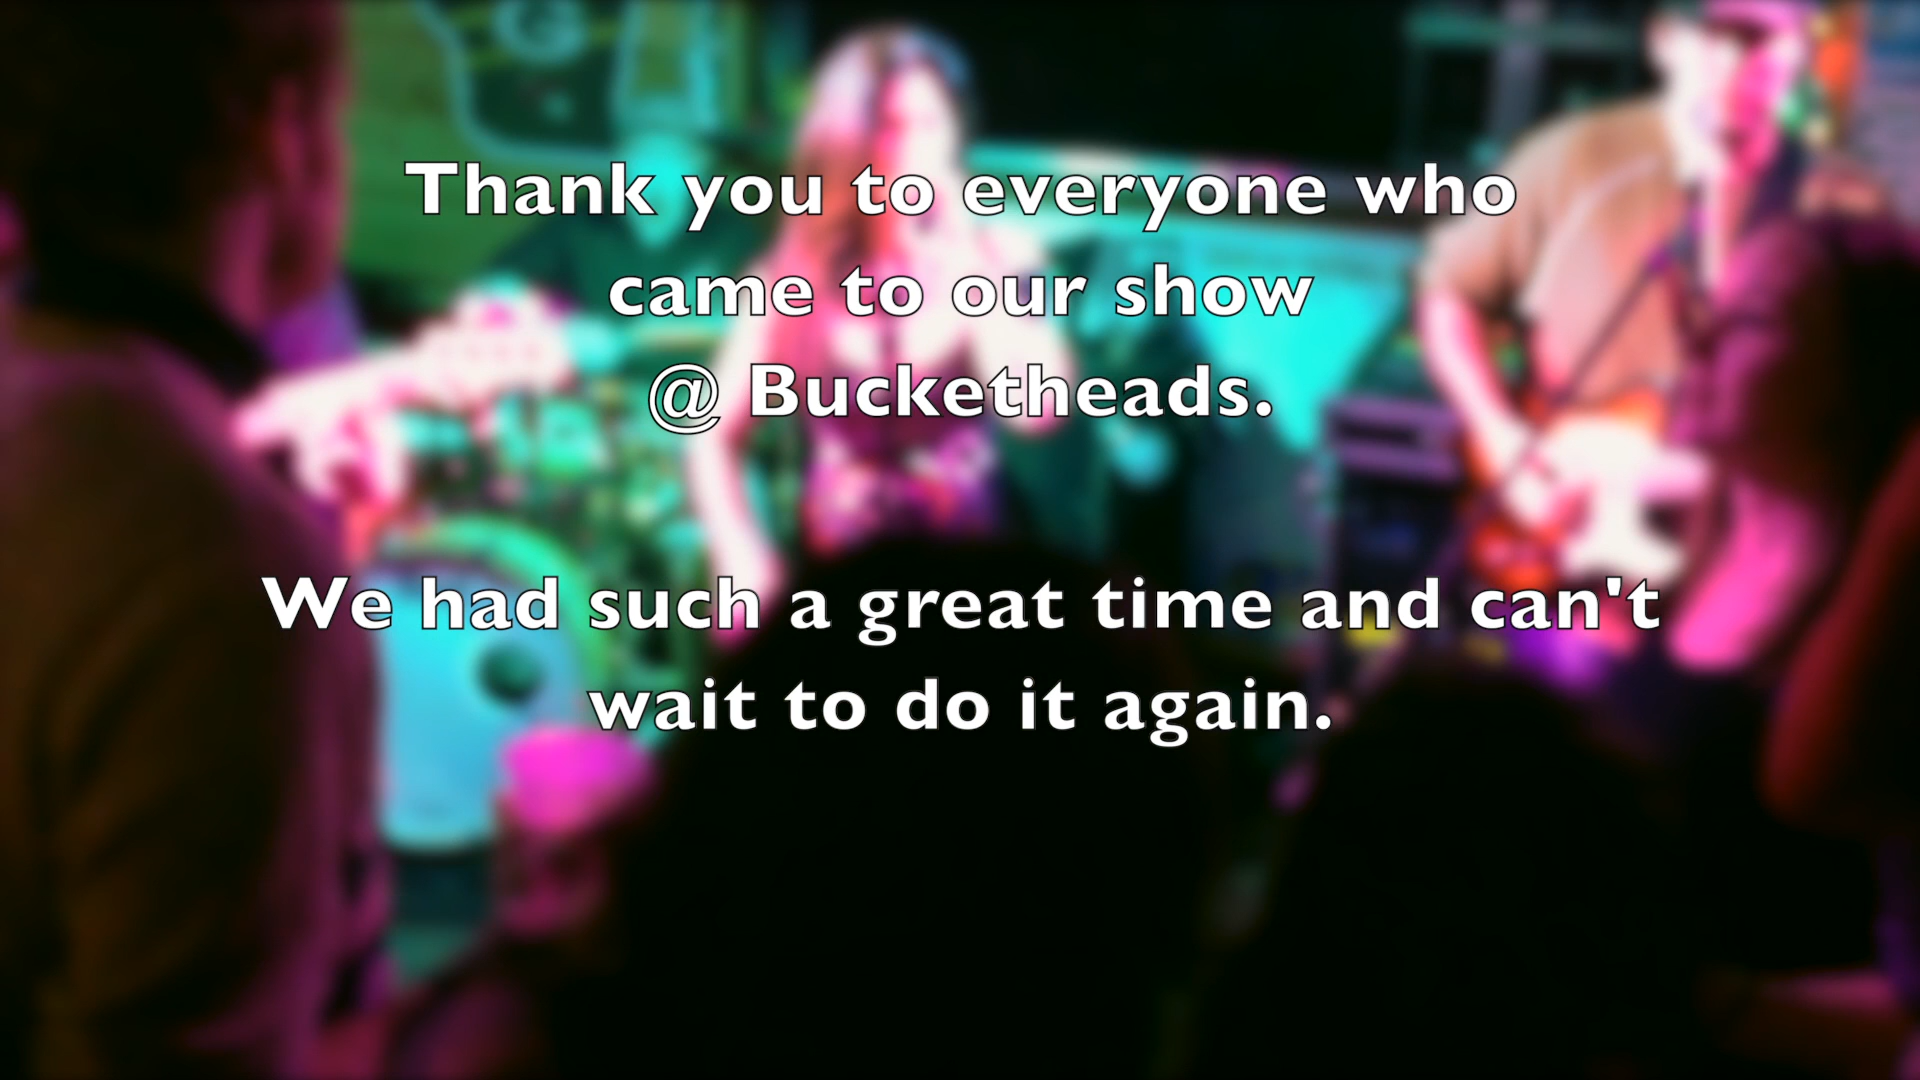 Thank you to everyone who
came to our show
@ Bucketheads.
We had such a great time and can't
wait to do it again.